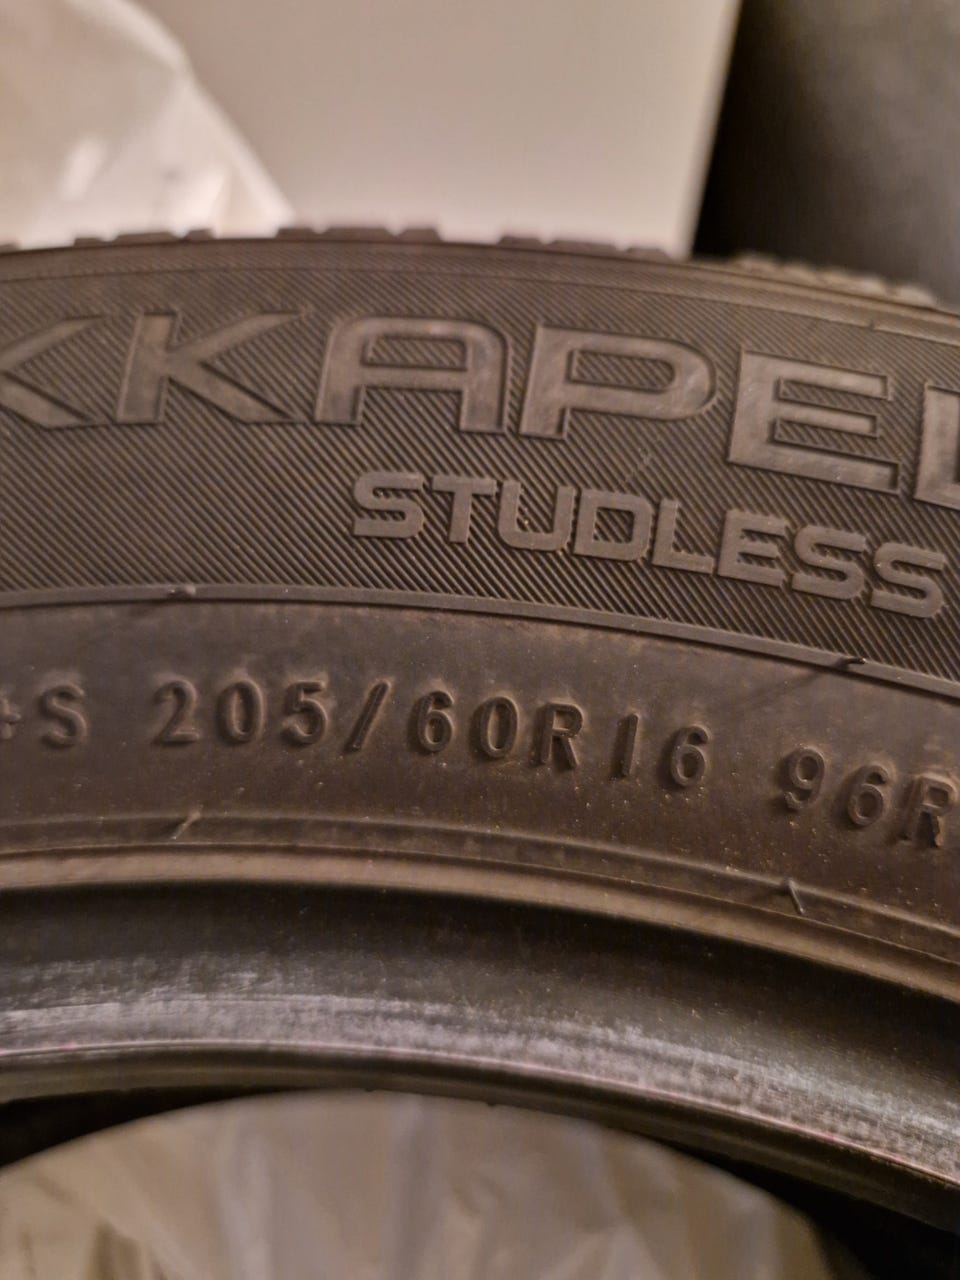 KKAPEL
STUDLESS
+S 205/60R16 96R